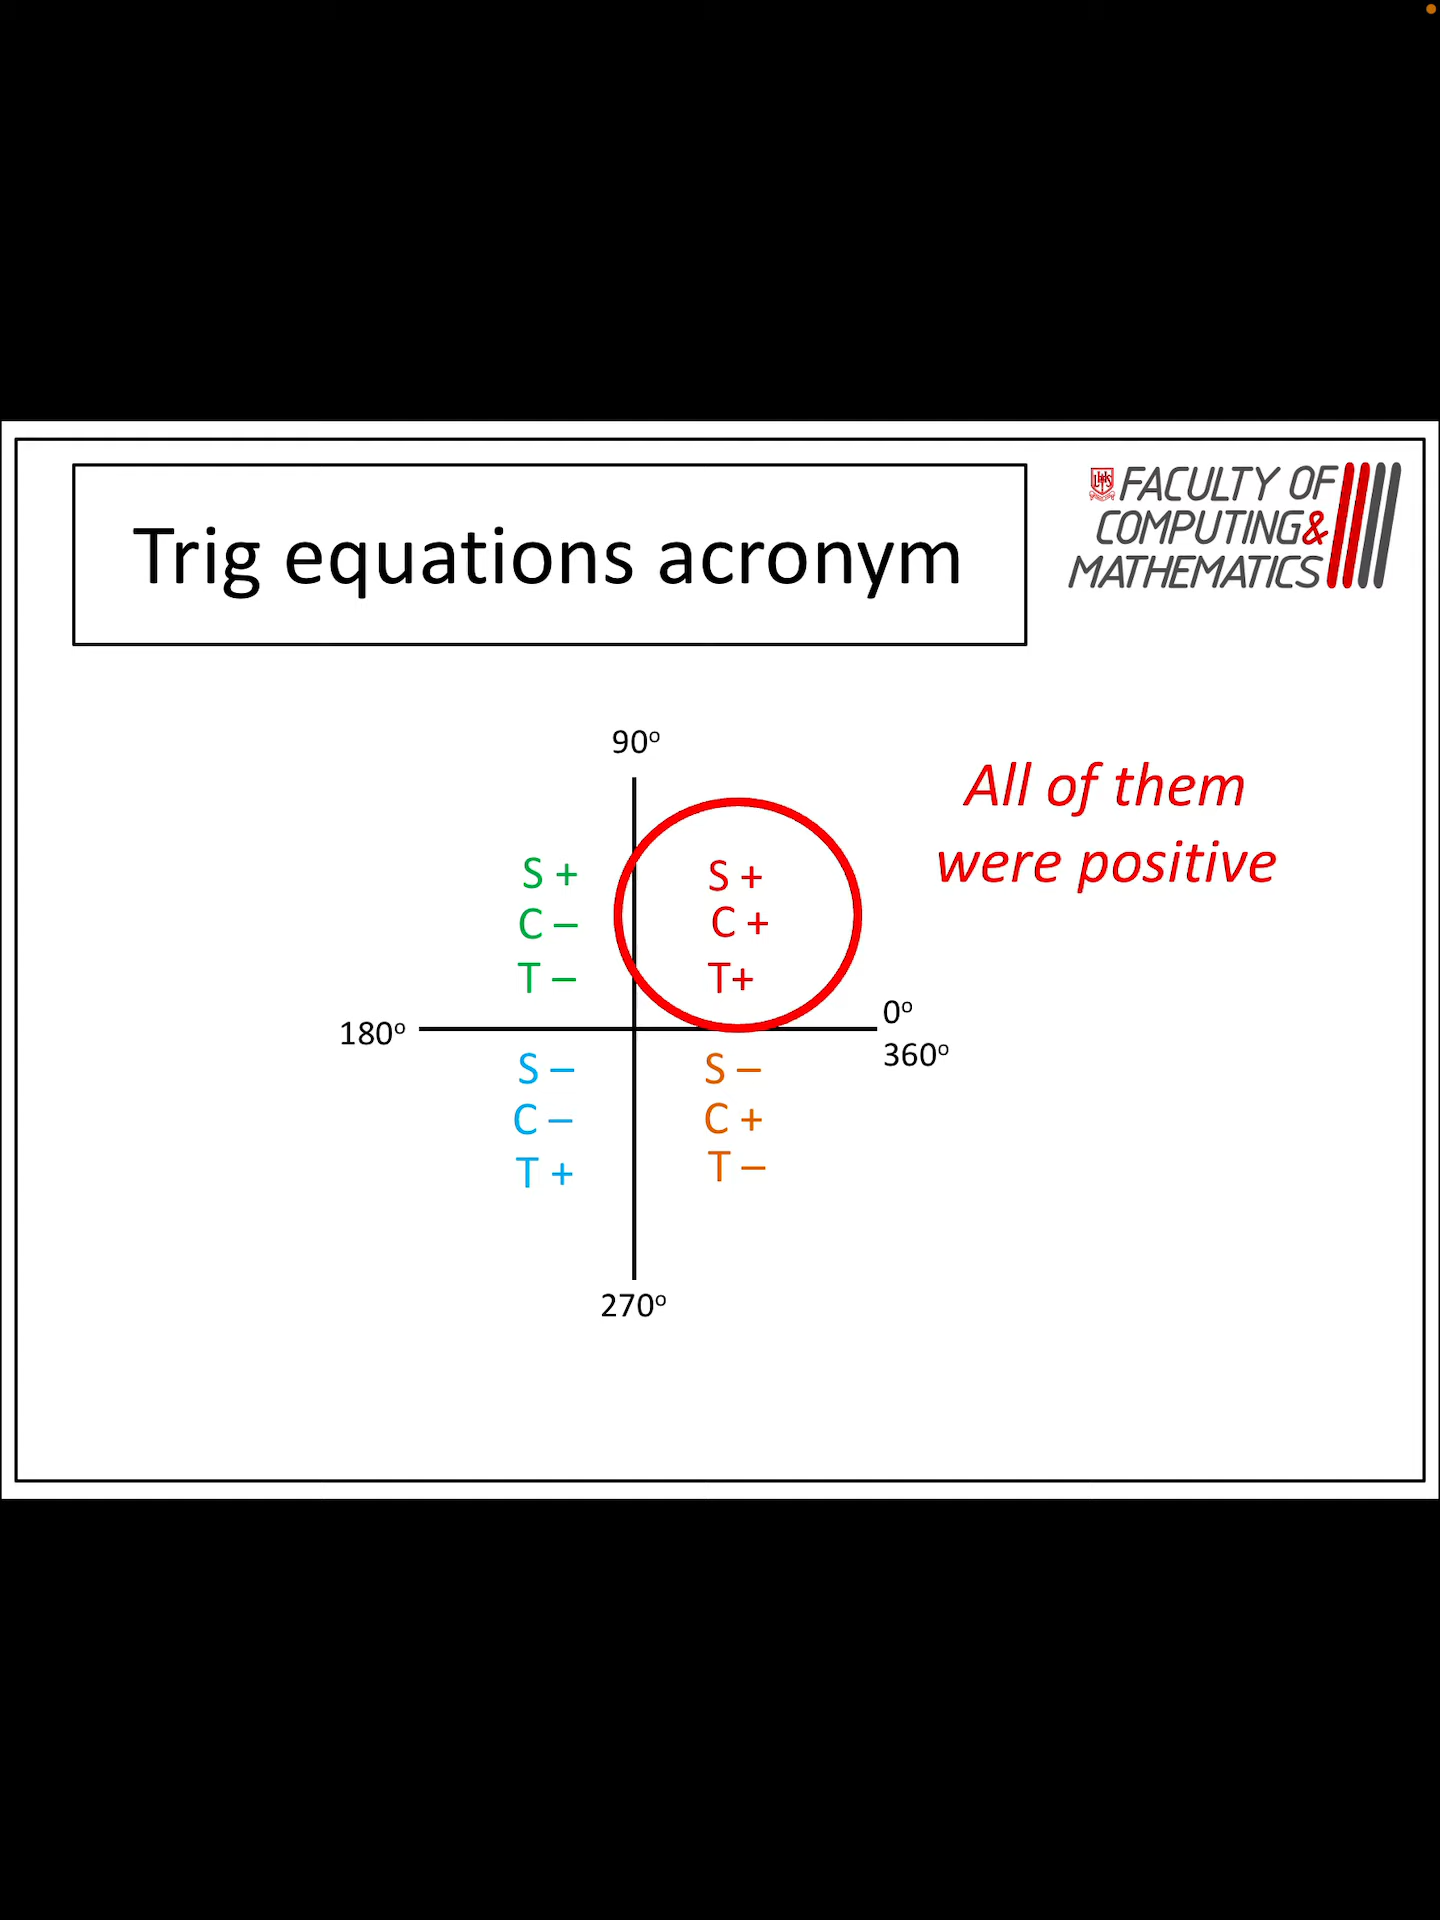 FACULTY OF
COMPUTING&
MATHEMATICS
Trig equations acronym
90º
All of them
were positive
S +
C –
T –
S +
C +
T+
180º
0º
360º
S –
C –
T +
S –
C +
T –
270º